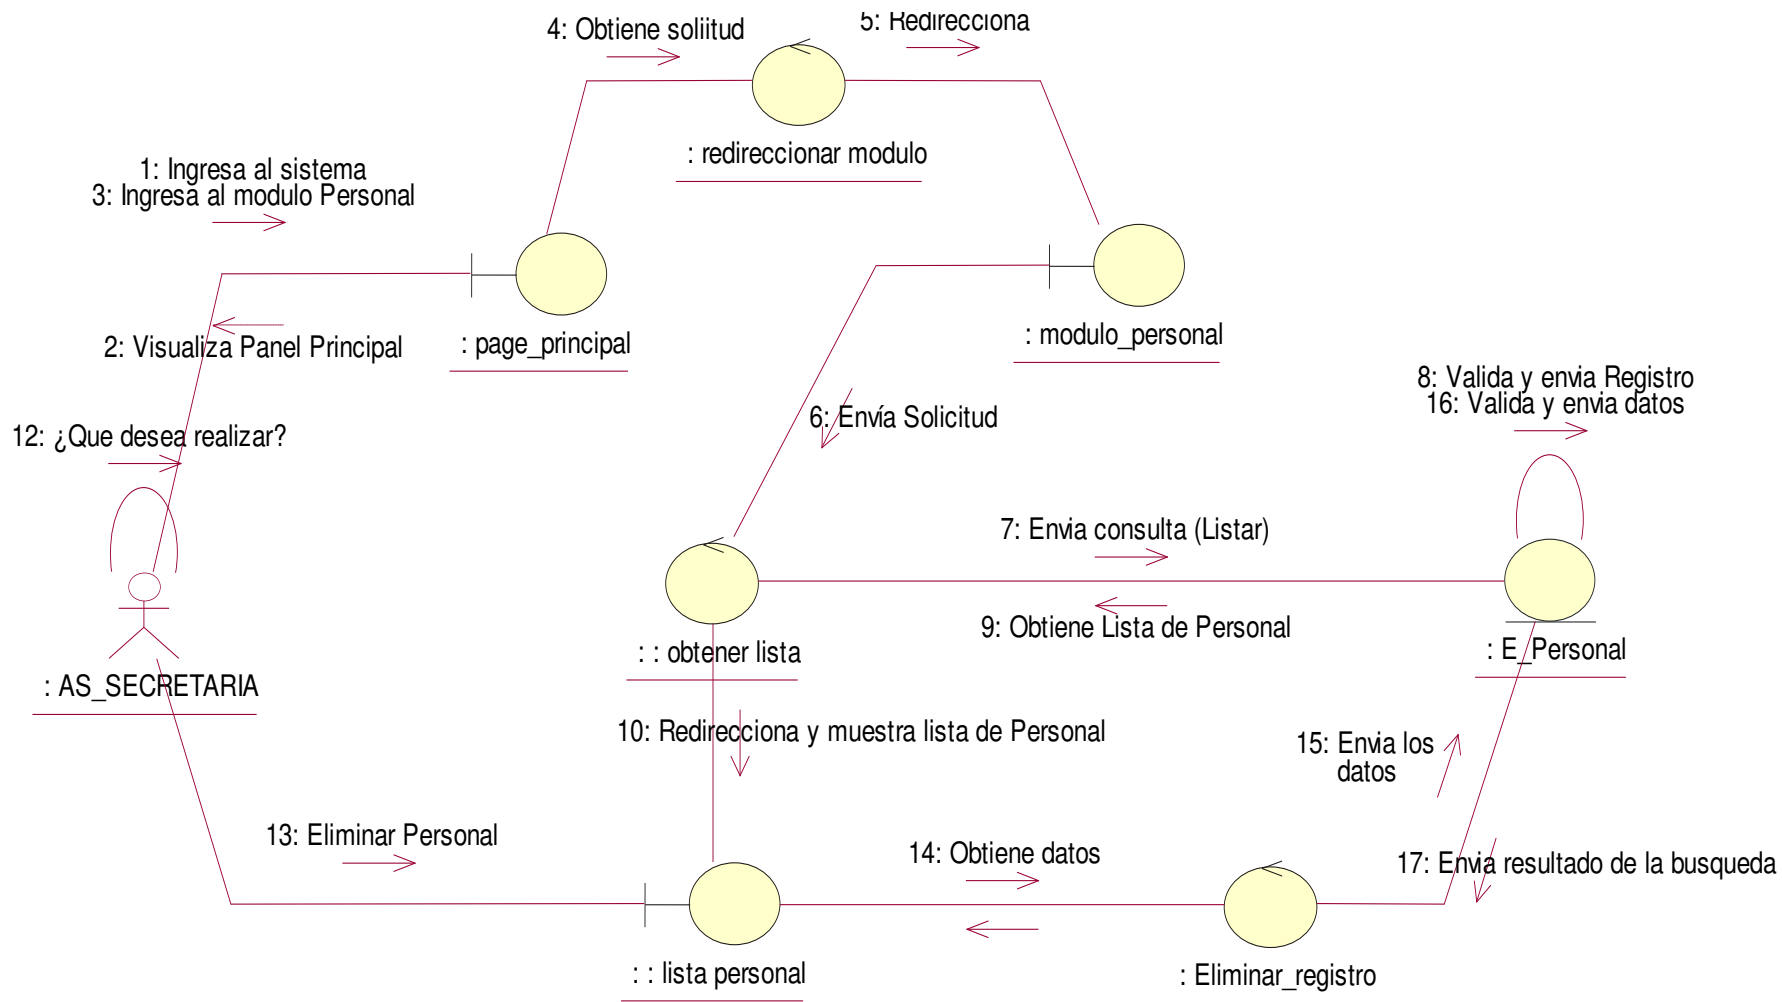 4: Obtiene soliitud
5: Redirecciona
: redireccionar modulo
1: Ingresa al sistema
3: Ingresa al modulo Personal
2: Visualiza Panel Principal
: page_principal
: modulo_personal
8: Valida y envia Registro
16: Valida y envia datos
12: ¿Que desea realizar?
6: Envía Solicitud
7: Envia consulta (Listar)
9: Obtiene Lista de Personal
: : obtener lista
: E_Personal
: AS_SECRETARIA
10: Redirecciona y muestra lista de Personal
15: Envia los
datos
13: Eliminar Personal
14: Obtiene datos
17: Envia resultado de la busqueda
: : lista personal
: Eliminar_registro